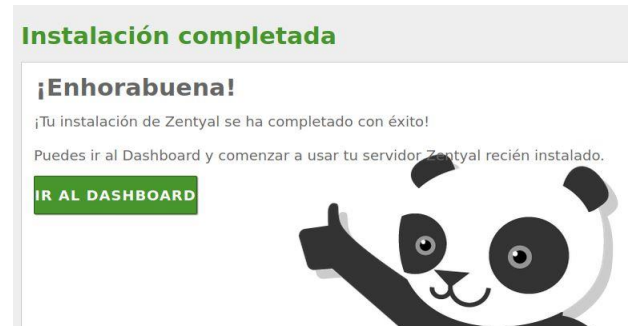 Instalación completada
¡Enhorabuena!
¡Tu instalación de Zentyal se ha completado con éxito!
Puedes ir al Dashboard y comenzar a usar tu servidor Zentyal recién instalado.
IR AL DASHBOARD